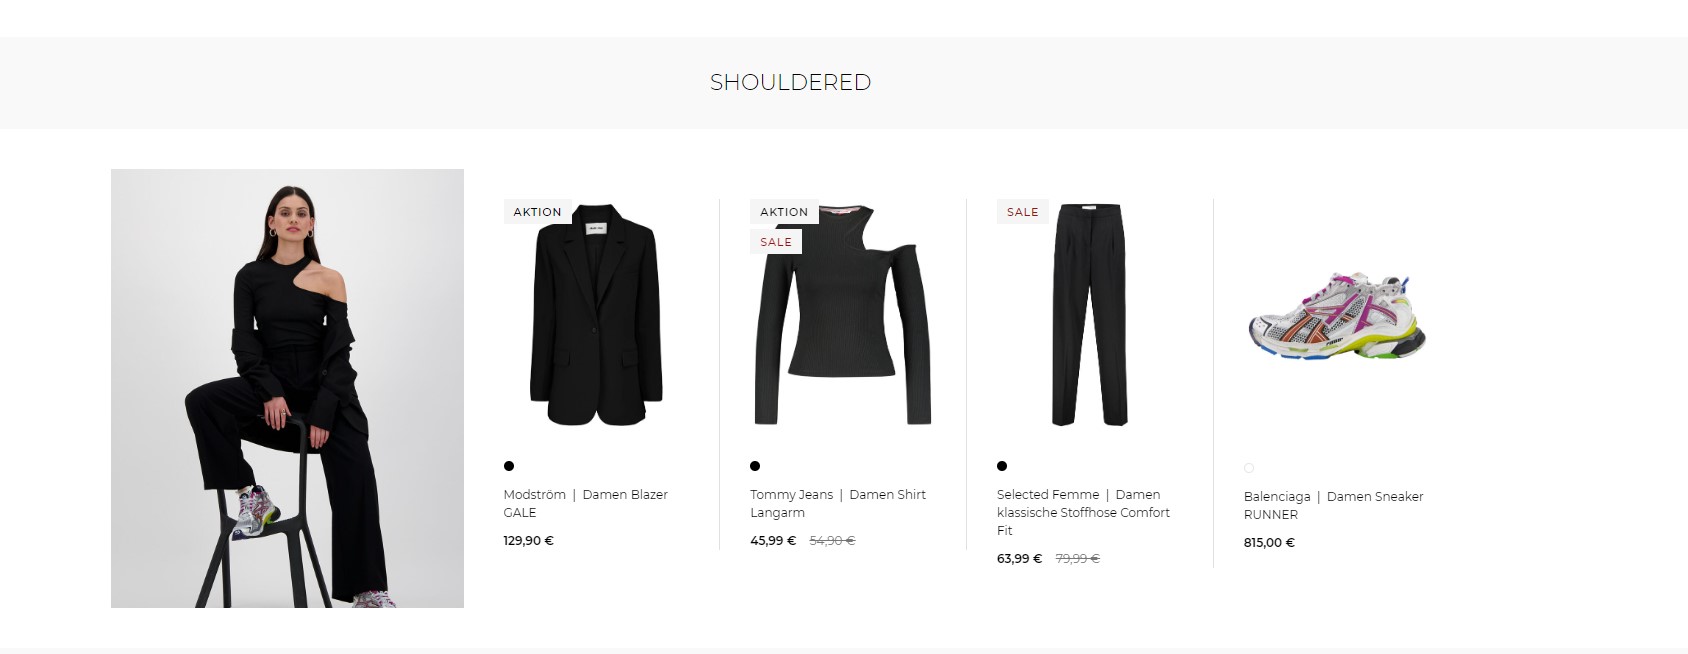 SHOULDERED
AKTION
Modström | Damen Blazer
GALE
129,90 €
AKTION
SALE
Tommy Jeans | Damen Shirt
Langarm
45,99 € 54,90 €
SALE
Selected Femme | Damen
klassische Stoffhose Comfort
Fit
63,99 € 79,99 €
Balenciaga | Damen Sneaker
RUNNER
815,00 €